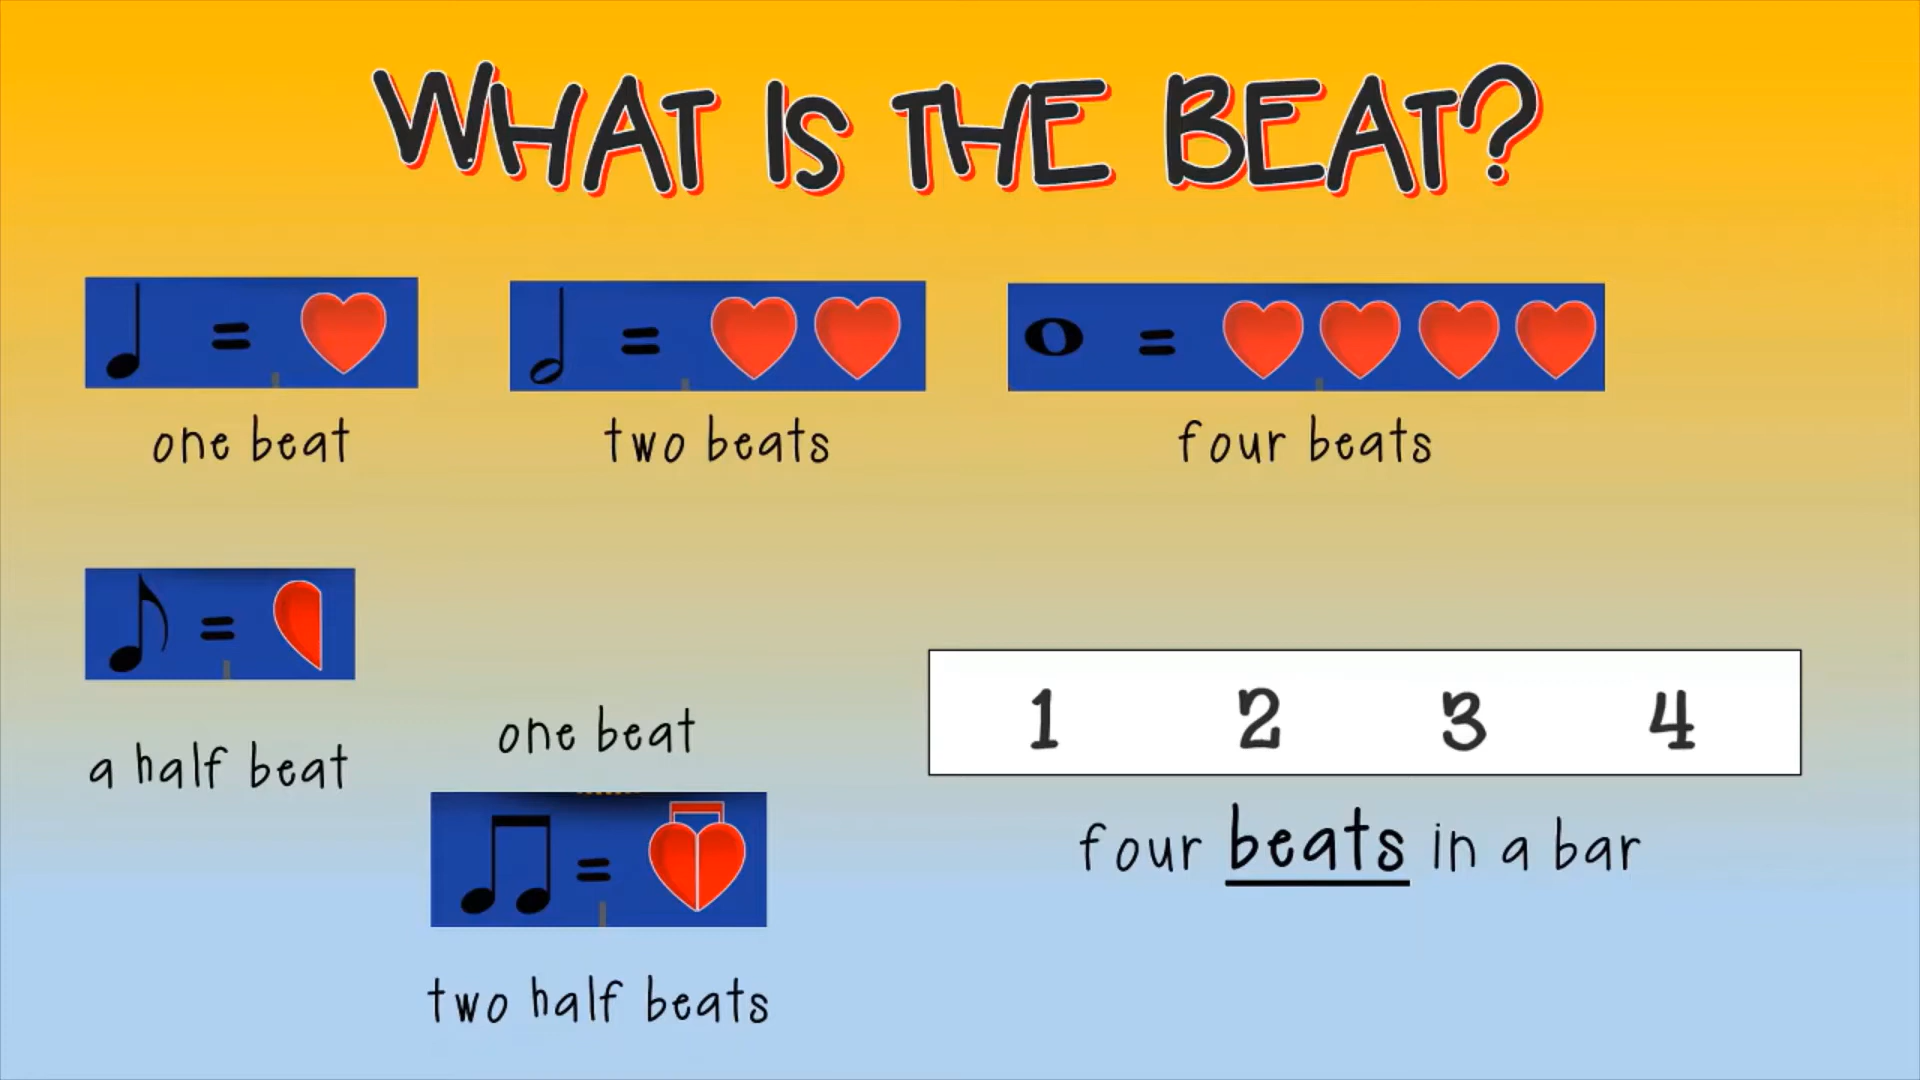 WHAT IS THE BEAT?
= 
=
=
one beat
two beats
four beats
=
a half beat
one beat
=
two half beats
1 2 3 4
four beats in a bar